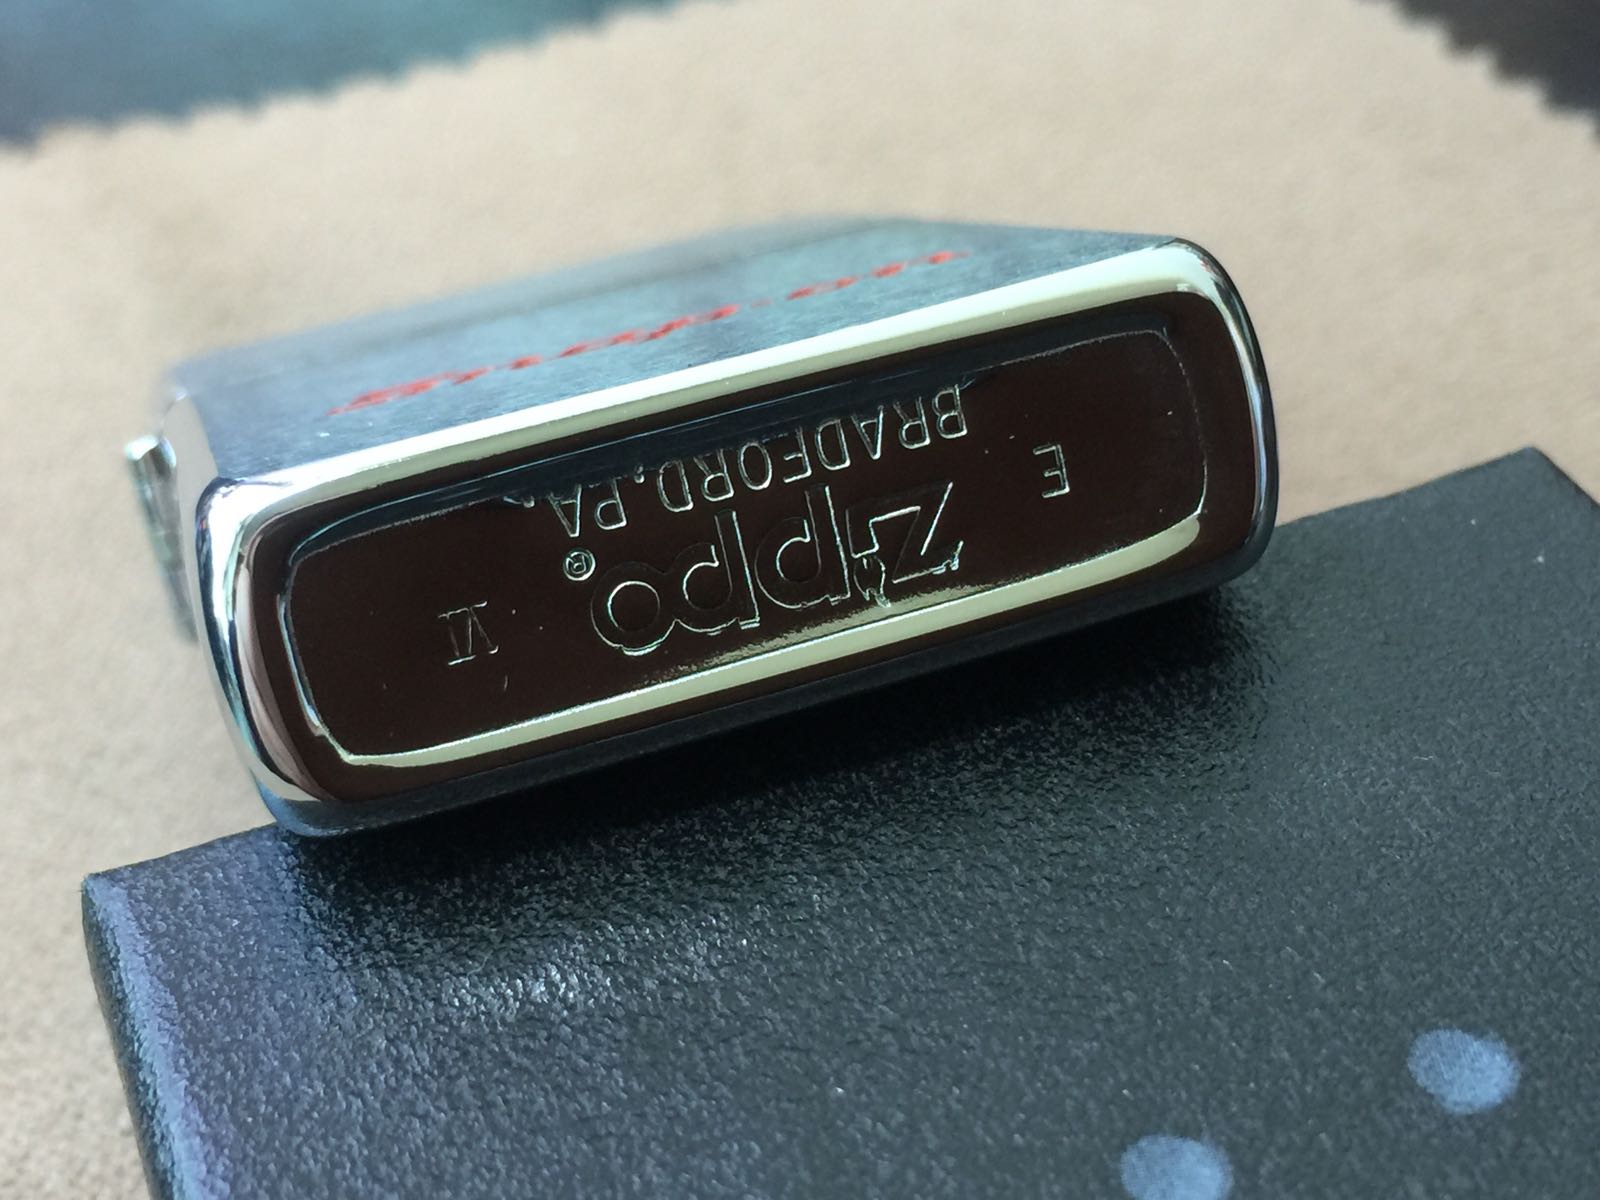 E Zippo® VI
BRADFORD, PA.